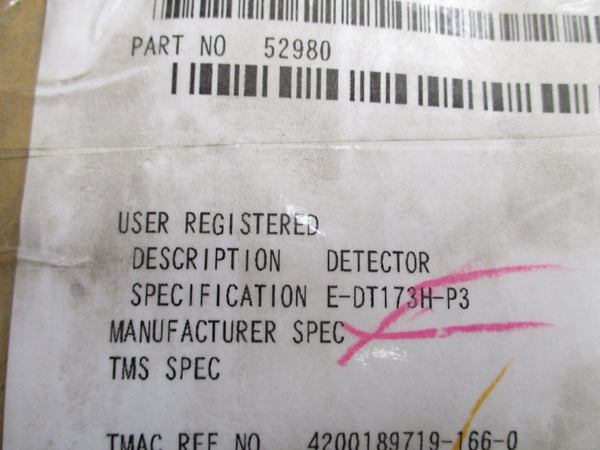 PART NO 52980
USER REGISTERED
DESCRIPTION DETECTOR
SPECIFICATION E-DT173H-P3
MANUFACTURER SPEC
TMS SPEC
TMAC REF NO 4200189719-166-0